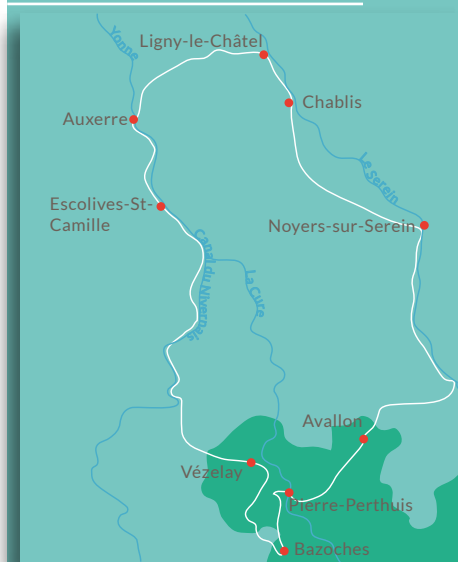 Yonne
Ligny-le-Châtel
Chablis
Auxerre
Le Serein
Escolives-St-
Camille
Noyers-sur-Serein
Canal du Nivernais
La Cure
Avallon
Vézelay
Pierre-Perthuis
Bazoches